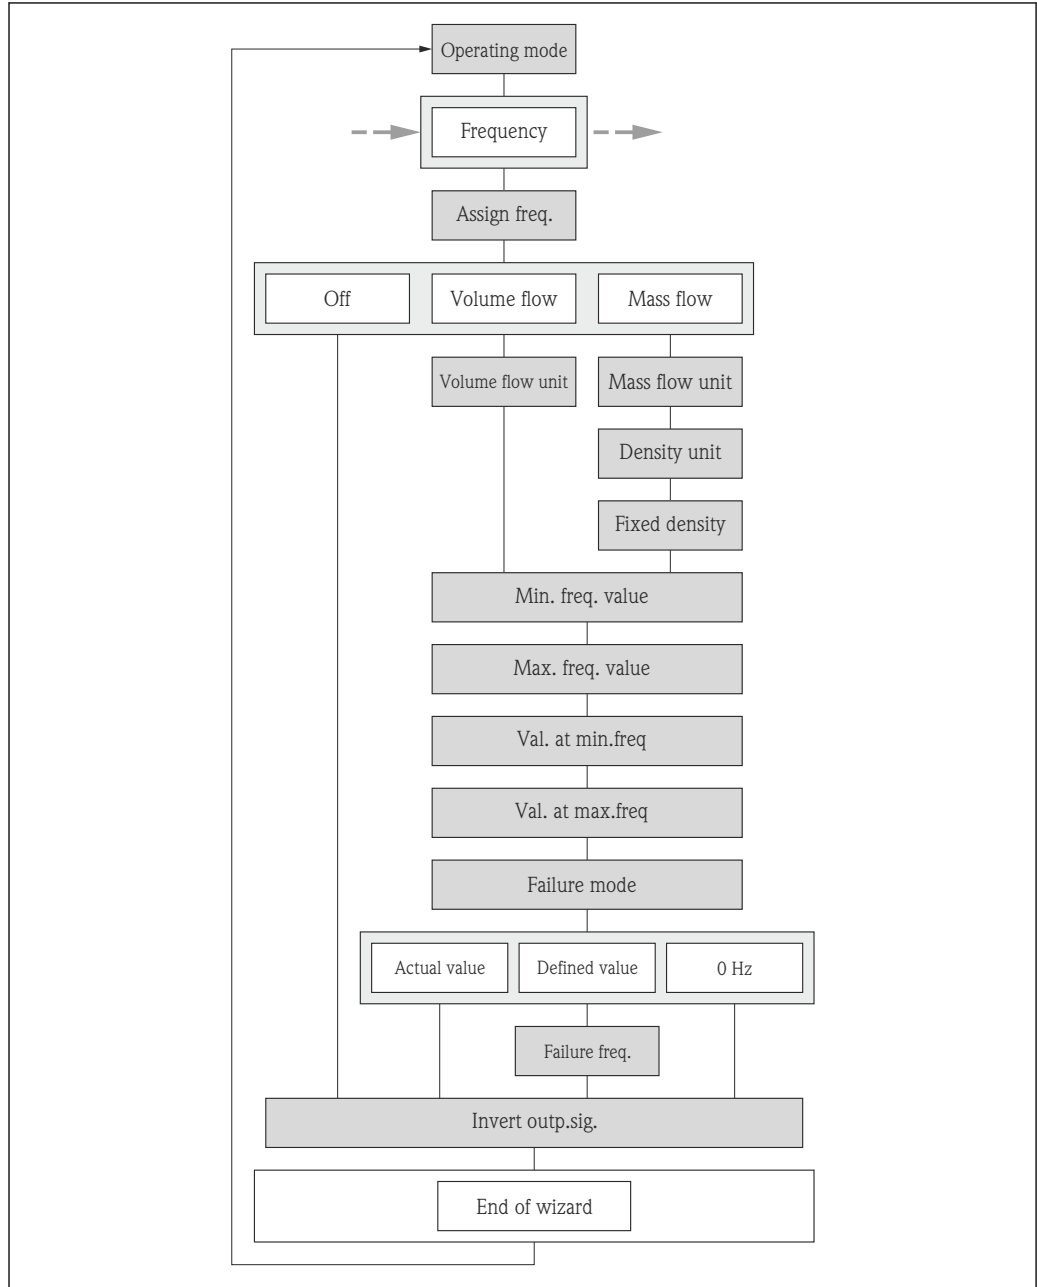 Operating mode
Frequency
Assign freq.
Off
Volume flow
Mass flow
Volume flow unit
Mass flow unit
Density unit
Fixed density
Min. freq. value
Max. freq. value
Val. at min.freq
Val. at max.freq
Failure mode
Actual value
Defined value
0 Hz
Failure freq.
Invert outp.sig.
End of wizard